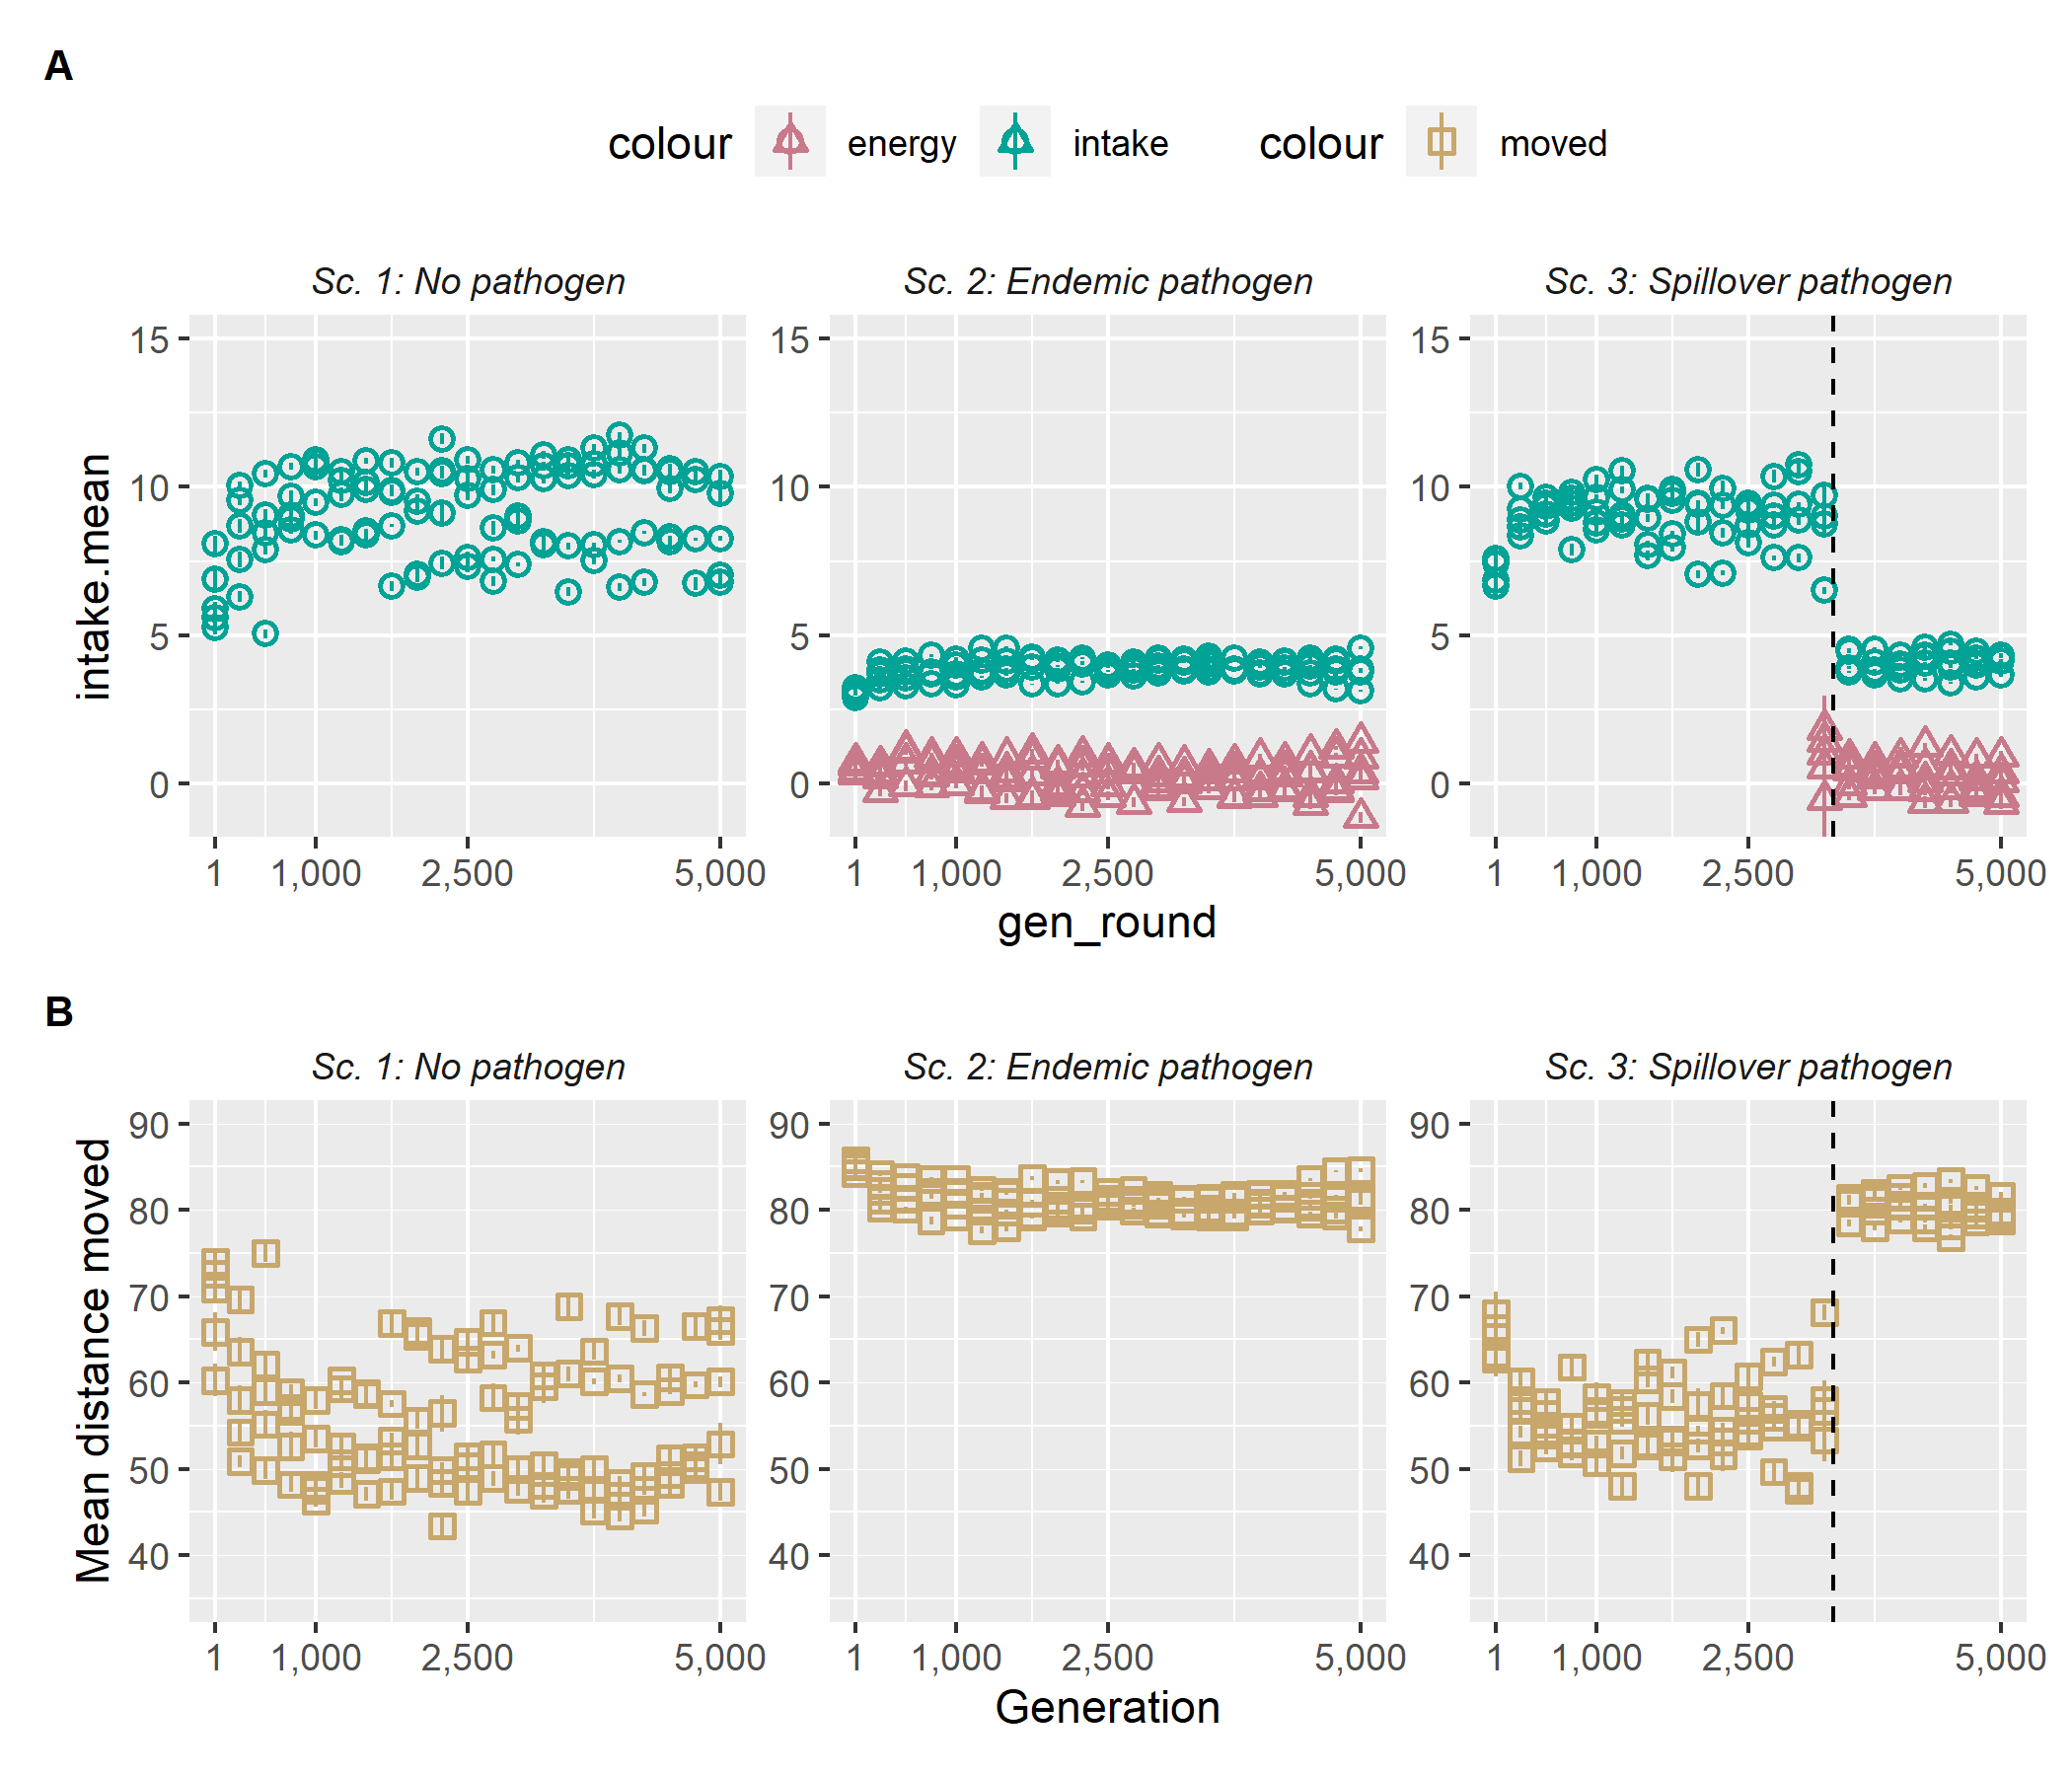 A
colour energy intake colour moved
Sc. 1: No pathogen Sc. 2: Endemic pathogen Sc. 3: Spillover pathogen
15 15 15
10 10 10
5 5 5
0 0 0
intake.mean
1 1,000 2,500 5,000 1 1,000 2,500 5,000 1 1,000 2,500 5,000
gen_round
B
Sc. 1: No pathogen Sc. 2: Endemic pathogen Sc. 3: Spillover pathogen
90 90 90
80 80 80
70 70 70
60 60 60
50 50 50
40 40 40
Mean distance moved
1 1,000 2,500 5,000 1 1,000 2,500 5,000 1 1,000 2,500 5,000
Generation